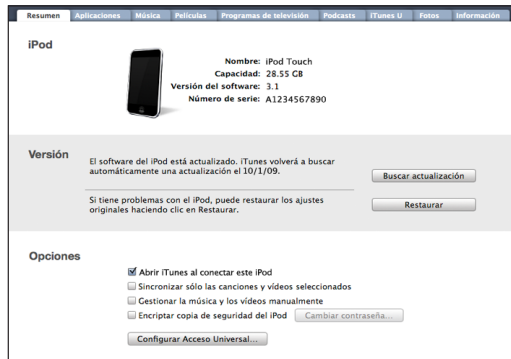 Resumen Aplicaciones Música Películas Programas de televisión Podcasts iTunes U Fotos Información
iPod
Nombre: iPod Touch
Capacidad: 28.55 GB
Versión del software: 3.1
Número de serie: A1234567890
Versión
El software del iPod está actualizado. iTunes volverá a buscar
automáticamente una actualización el 10/1/09.
Buscar actualización
Si tiene problemas con el iPod, puede restaurar los ajustes
originales haciendo clic en Restaurar.
Restaurar
Opciones
Abrir iTunes al conectar este iPod
Sincronizar sólo las canciones y vídeos seleccionados
Gestionar la música y los vídeos manualmente
Encriptar copia de seguridad del iPod Cambiar contraseña...
Configurar Acceso Universal...